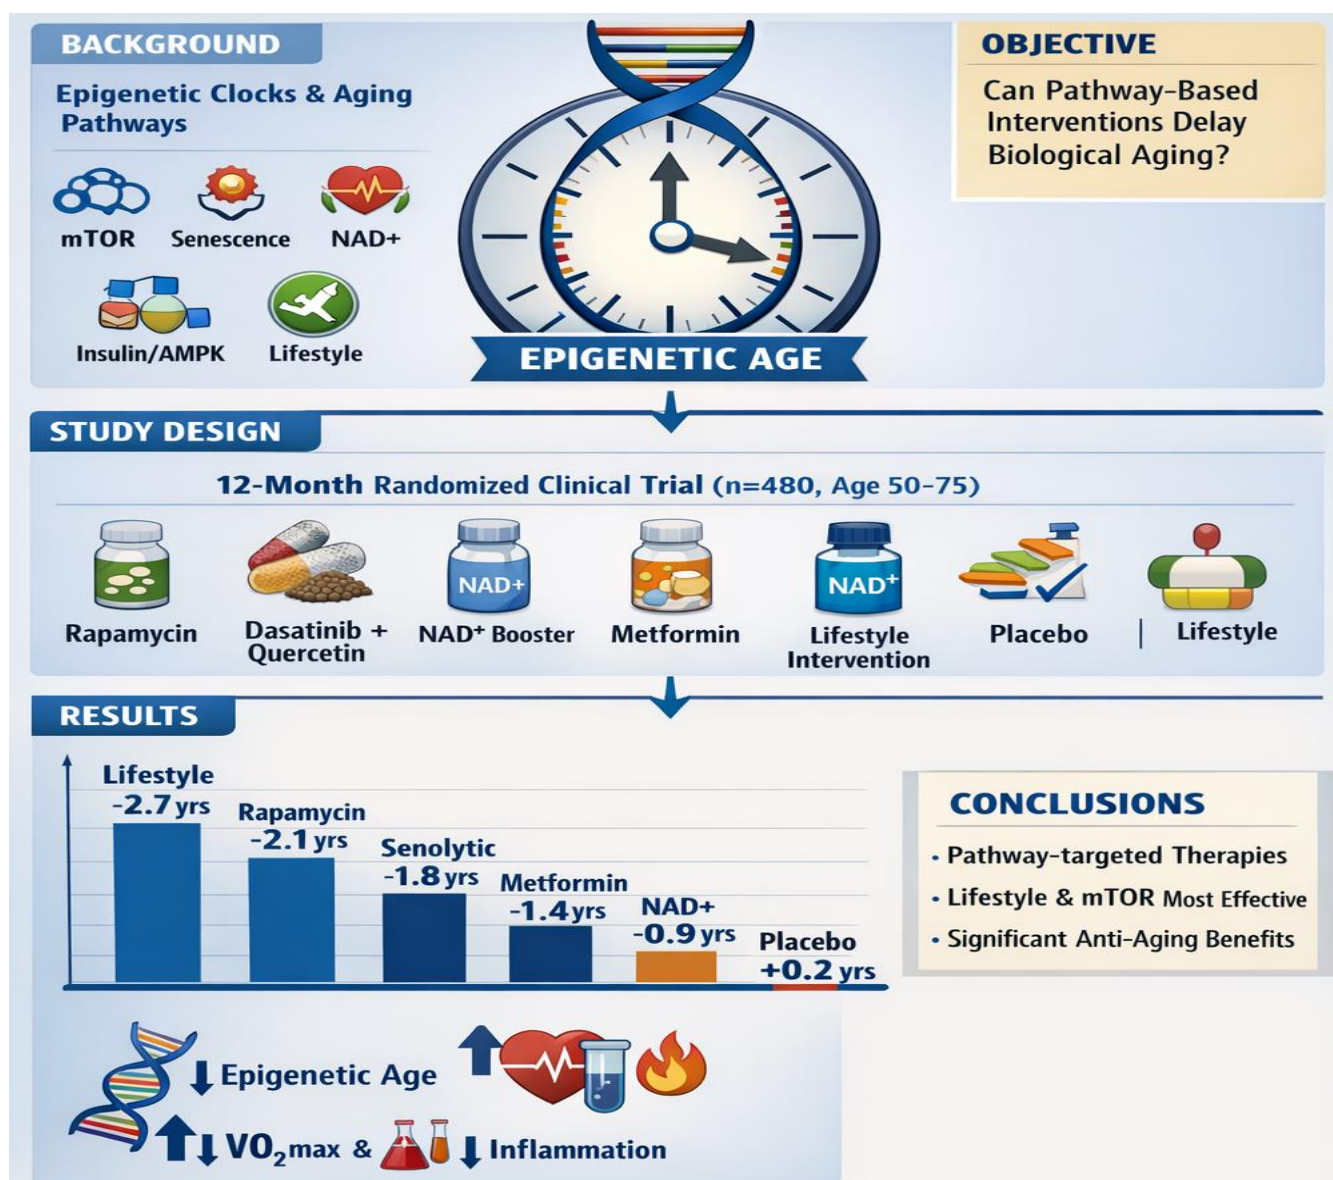 BACKGROUND
Epigenetic Clocks & Aging
Pathways
mTOR
Senescence
NAD+
Insulin/AMPK
Lifestyle
EPIGENETIC AGE
OBJECTIVE
Can Pathway-Based
Interventions Delay
Biological Aging?
STUDY DESIGN
12-Month Randomized Clinical Trial (n=480, Age 50-75)
Rapamycin
Dasatinib +
Quercetin
NAD+
NAD⁺ Booster
Metformin
NAD⁺
Lifestyle
Intervention
Placebo
|
Lifestyle
RESULTS
Lifestyle
-2.7 yrs
Rapamycin
-2.1 yrs
Senolytic
-1.8 yrs
Metformin
-1.4 yrs
NAD+
-0.9 yrs
Placebo
+0.2 yrs
CONCLUSIONS
• Pathway-targeted Therapies
• Lifestyle & mTOR Most Effective
• Significant Anti-Aging Benefits
↓ Epigenetic Age
↑
↑↓ VO₂max & ↓ Inflammation